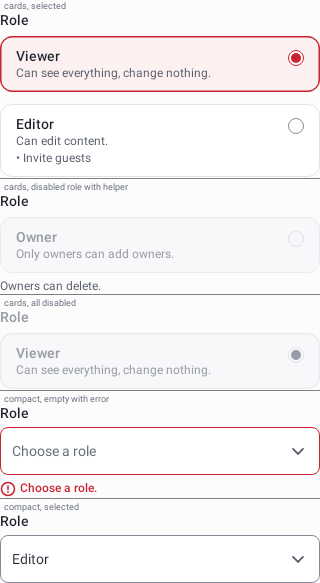 cards, selected
Role
Viewer
Can see everything, change nothing.
Editor
Can edit content.
• Invite guests
cards, disabled role with helper
Role
Owner
Only owners can add owners.
Owners can delete.
cards, all disabled
Role
Viewer
Can see everything, change nothing.
compact, empty with error
Role
Choose a role
Choose a role.
compact, selected
Role
Editor